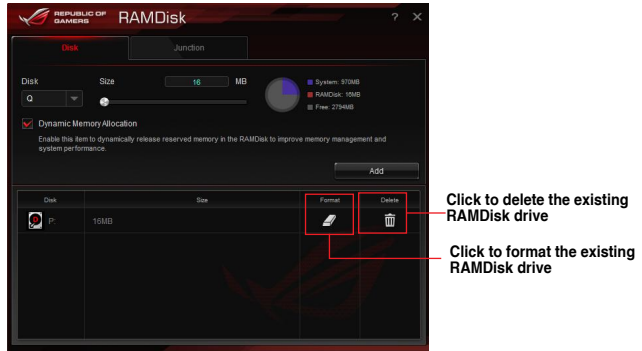 REPUBLIC OF
GAMERS
RAMDisk
? ×
Disk
Junction
Disk
Size
16
MB
Q
System: 970MB
RAMDisk: 16MB
Free: 2794MB
Dynamic Memory Allocation
Enable this item to dynamically release reserved memory in the RAMDisk to improve memory management and
system performance.
Add
Disk
Size
Format
Delete
P:
16MB
Click to delete the existing
RAMDisk drive
Click to format the existing
RAMDisk drive